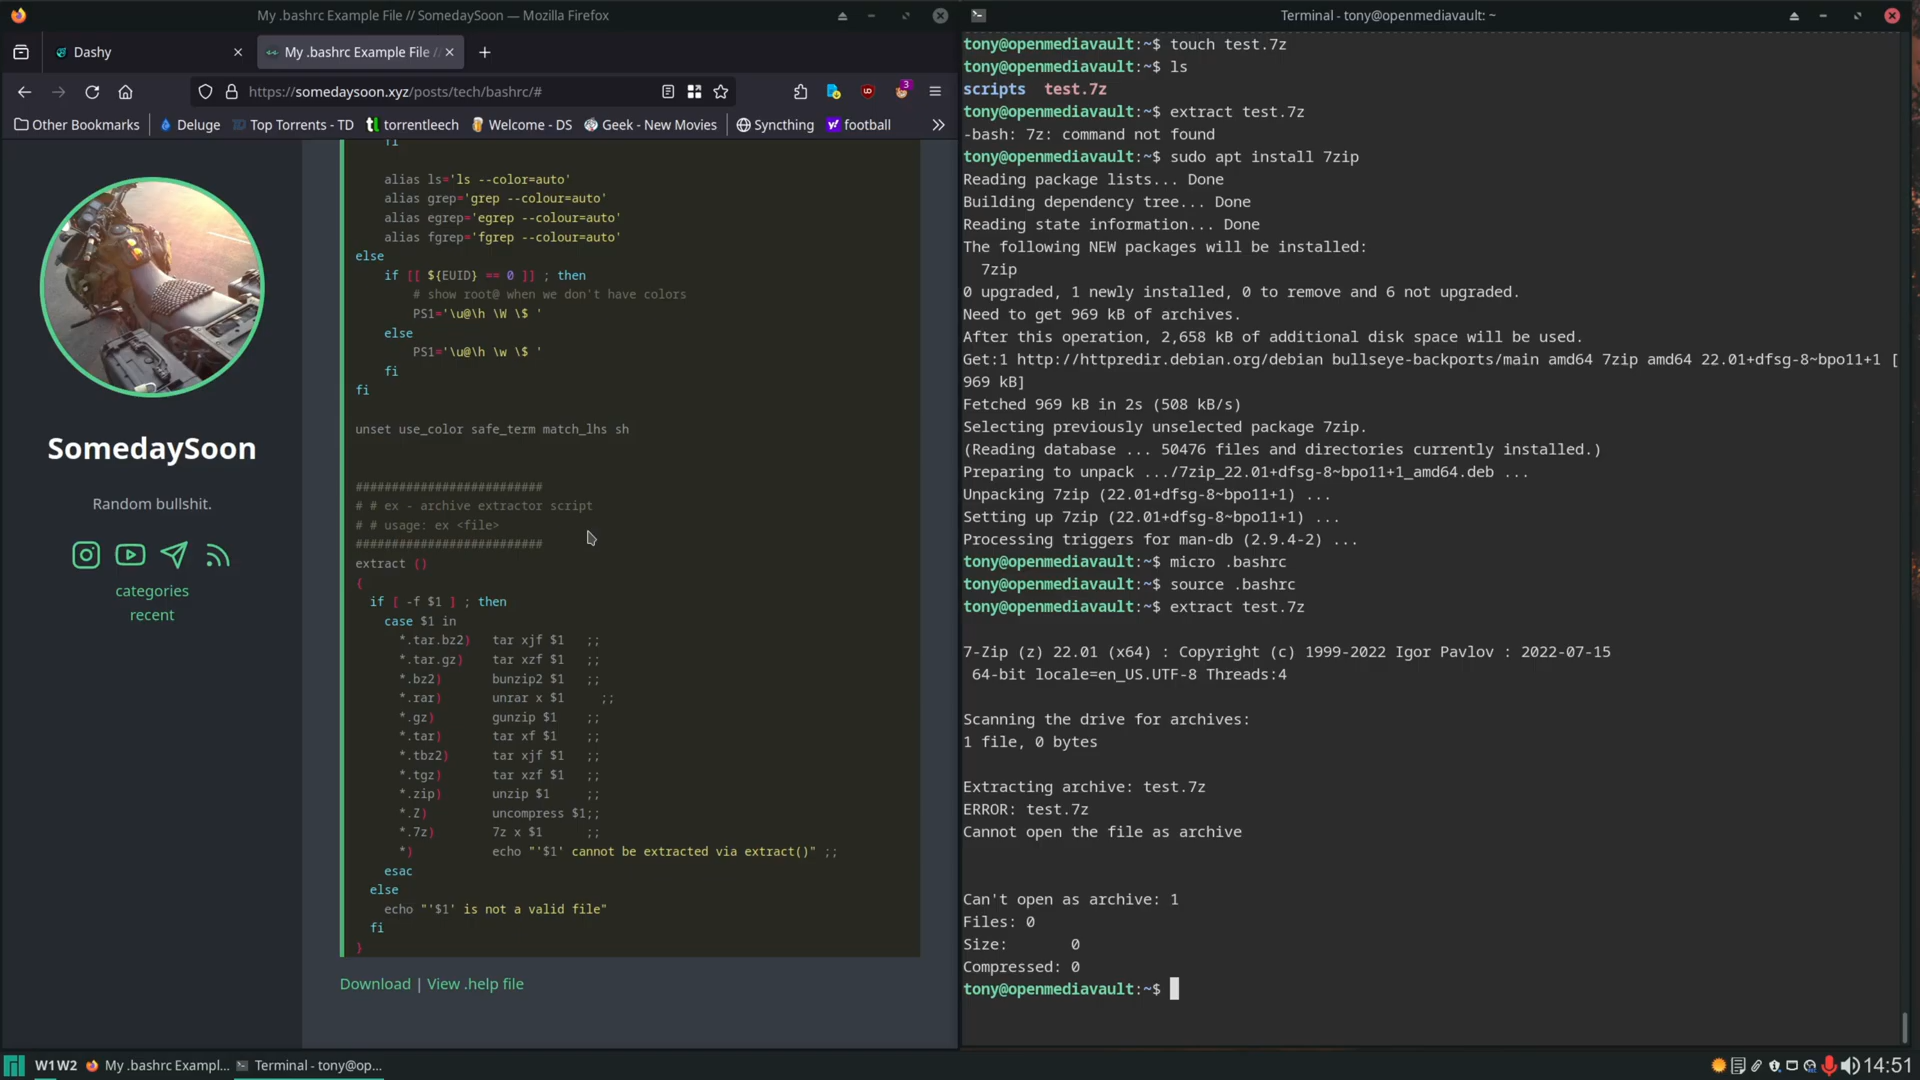 My .bashrc Example File // SomedaySoon — Mozilla Firefox
Dashy
My .bashrc Example File /
https://somedaysoon.xyz/posts/tech/bashrc/#
3
Other Bookmarks
Deluge
TD
Top Torrents - TD
torrentleech
Welcome - DS
Geek - New Movies
Syncthing
football
SomedaySoon
Random bullshit.
categories
recent
fi
alias ls='ls --color=auto'
alias grep='grep --colour=auto'
alias egrep='egrep --colour=auto'
alias fgrep='fgrep --colour=auto'
else
if [[ ${EUID} == 0 ]] ; then
# show root@ when we don't have colors
PS1='\u@\h \W \$ '
else
PS1='\u@\h \w \$ '
fi
fi
unset use_color safe_term match_lhs sh
##########################
# # ex - archive extractor script
# # usage: ex <file>
##########################
extract ()
{
if [ -f $1 ] ; then
case $1 in
*.tar.bz2)   tar xjf $1   ;;
*.tar.gz)    tar xzf $1   ;;
*.bz2)       bunzip2 $1   ;;
*.rar)       unrar x $1     ;;
*.gz)        gunzip $1    ;;
*.tar)       tar xf $1    ;;
*.tbz2)      tar xjf $1   ;;
*.tgz)       tar xzf $1   ;;
*.zip)       unzip $1     ;;
*.Z)         uncompress $1;;
*.7z)        7z x $1      ;;
*)           echo "'$1' cannot be extracted via extract()" ;;
esac
else
echo "'$1' is not a valid file"
fi
}
Download | View .help file
Terminal - tony@openmediavault: ~
tony@openmediavault:~$ touch test.7z
tony@openmediavault:~$ ls
scripts  test.7z
tony@openmediavault:~$ extract test.7z
-bash: 7z: command not found
tony@openmediavault:~$ sudo apt install 7zip
Reading package lists... Done
Building dependency tree... Done
Reading state information... Done
The following NEW packages will be installed:
7zip
0 upgraded, 1 newly installed, 0 to remove and 6 not upgraded.
Need to get 969 kB of archives.
After this operation, 2,658 kB of additional disk space will be used.
Get:1 http://httpredir.debian.org/debian bullseye-backports/main amd64 7zip amd64 22.01+dfsg-8~bpo11+1 [
969 kB]
Fetched 969 kB in 2s (508 kB/s)
Selecting previously unselected package 7zip.
(Reading database ... 50476 files and directories currently installed.)
Preparing to unpack .../7zip_22.01+dfsg-8~bpo11+1_amd64.deb ...
Unpacking 7zip (22.01+dfsg-8~bpo11+1) ...
Setting up 7zip (22.01+dfsg-8~bpo11+1) ...
Processing triggers for man-db (2.9.4-2) ...
tony@openmediavault:~$ micro .bashrc
tony@openmediavault:~$ source .bashrc
tony@openmediavault:~$ extract test.7z
7-Zip (z) 22.01 (x64) : Copyright (c) 1999-2022 Igor Pavlov : 2022-07-15
64-bit locale=en_US.UTF-8 Threads:4
Scanning the drive for archives:
1 file, 0 bytes
Extracting archive: test.7z
ERROR: test.7z
Cannot open the file as archive
Can't open as archive: 1
Files: 0
Size:       0
Compressed: 0
tony@openmediavault:~$
W1W2
My .bashrc Exampl...
Terminal - tony@op...
14:51